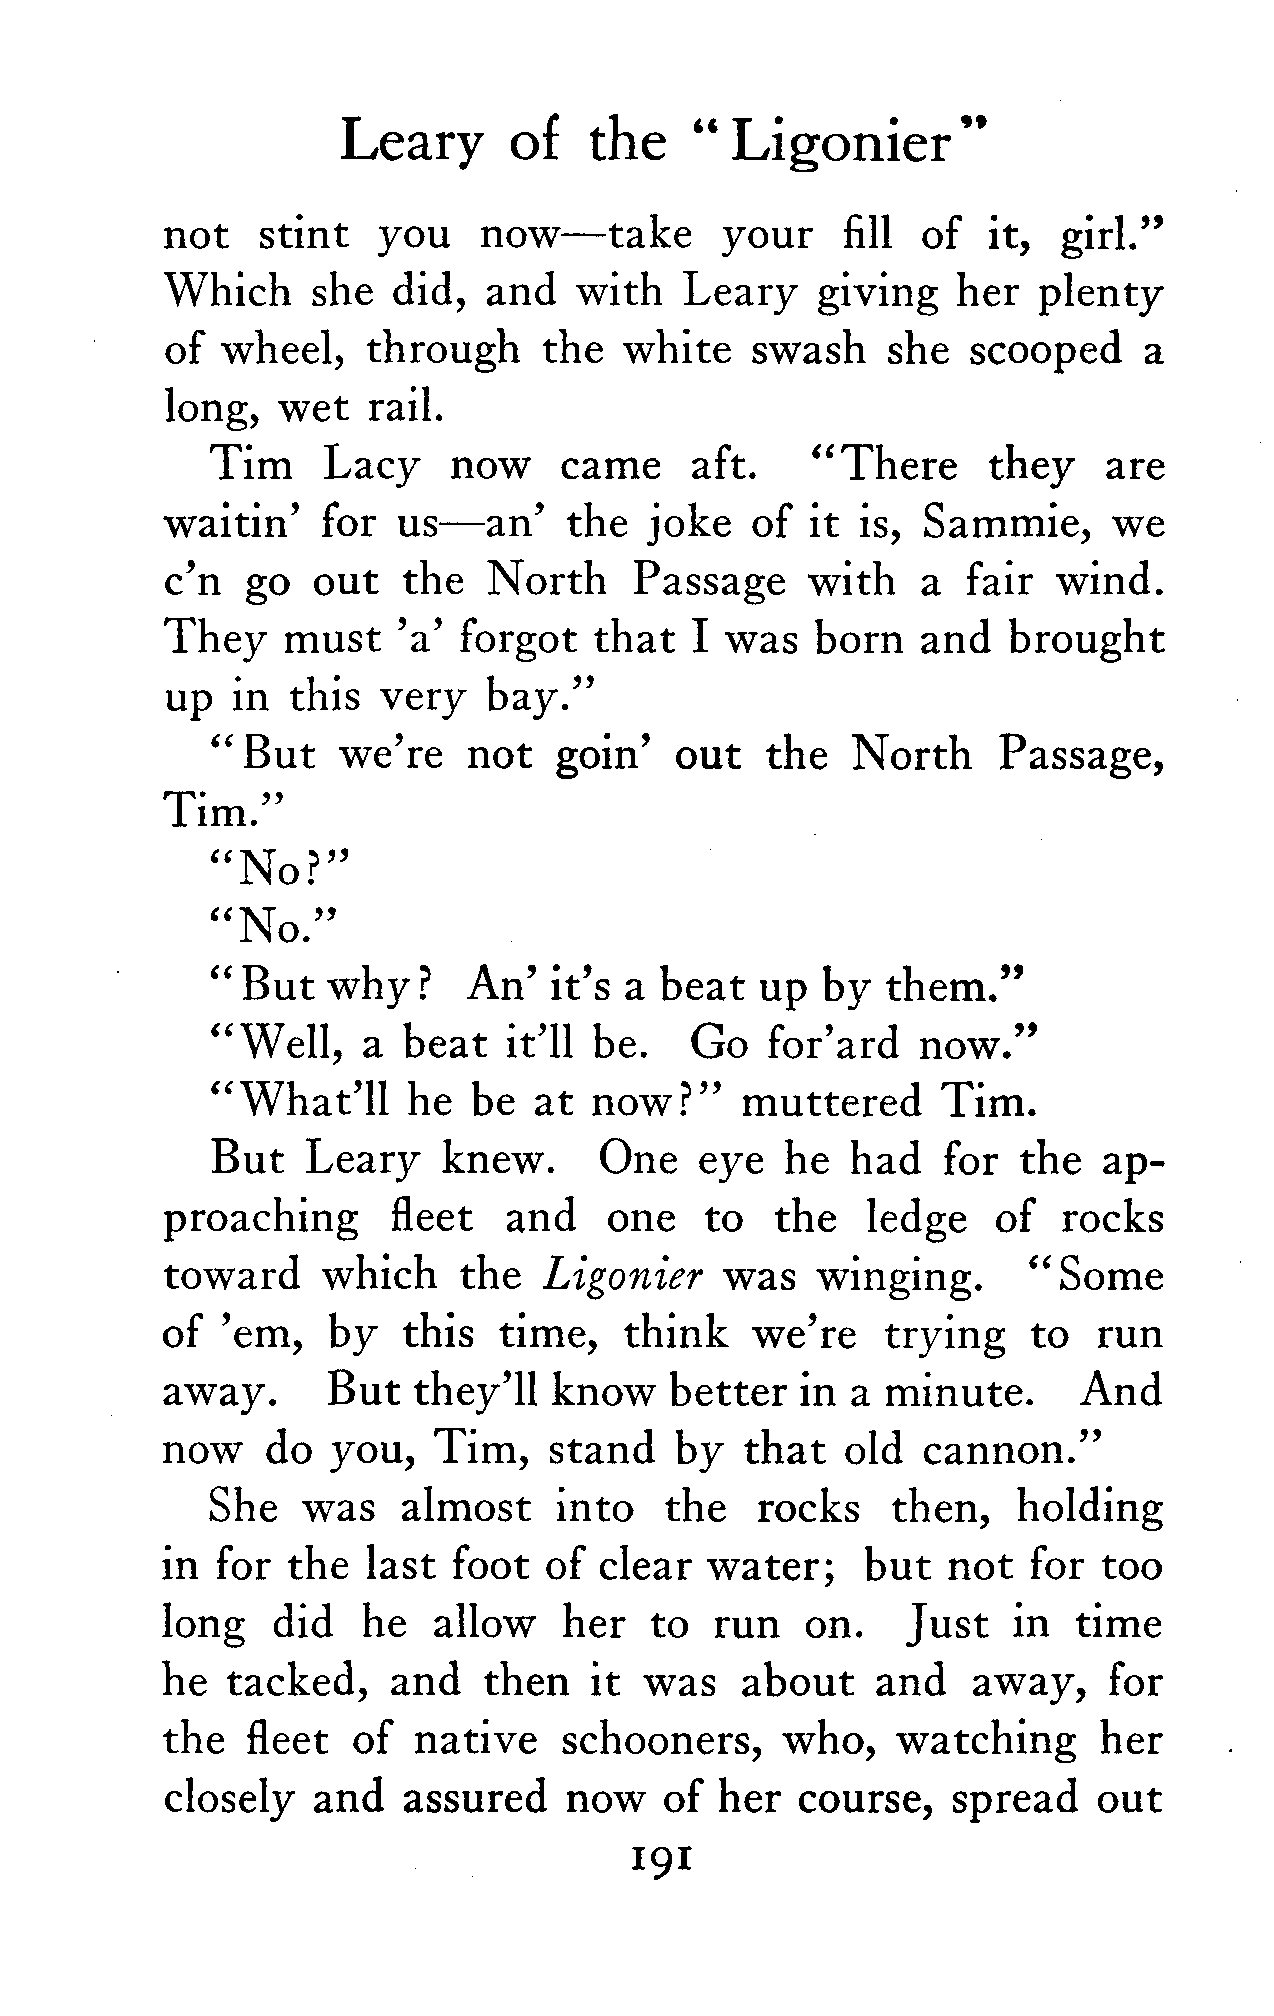 Leary of the "Ligonier"
not stint you now—take your fill of it, girl."
Which she did, and with Leary giving her plenty
of wheel, through the white swash she scooped a
long, wet rail.
Tim Lacy now came aft. "There they are
waitin' for us—an' the joke of it is, Sammie, we
c'n go out the North Passage with a fair wind.
They must 'a' forgot that I was born and brought
up in this very bay."
"But we're not goin' out the North Passage,
Tim."
"No?"
"No."
"But why? An' it's a beat up by them."
"Well, a beat it'll be. Go for'ard now."
"What'll he be at now?" muttered Tim.
But Leary knew. One eye he had for the ap-
proaching fleet and one to the ledge of rocks
toward which the Ligonier was winging. "Some
of 'em, by this time, think we're trying to run
away. But they'll know better in a minute. And
now do you, Tim, stand by that old cannon."
She was almost into the rocks then, holding
in for the last foot of clear water; but not for too
long did he allow her to run on. Just in time
he tacked, and then it was about and away, for
the fleet of native schooners, who, watching her
closely and assured now of her course, spread out
191